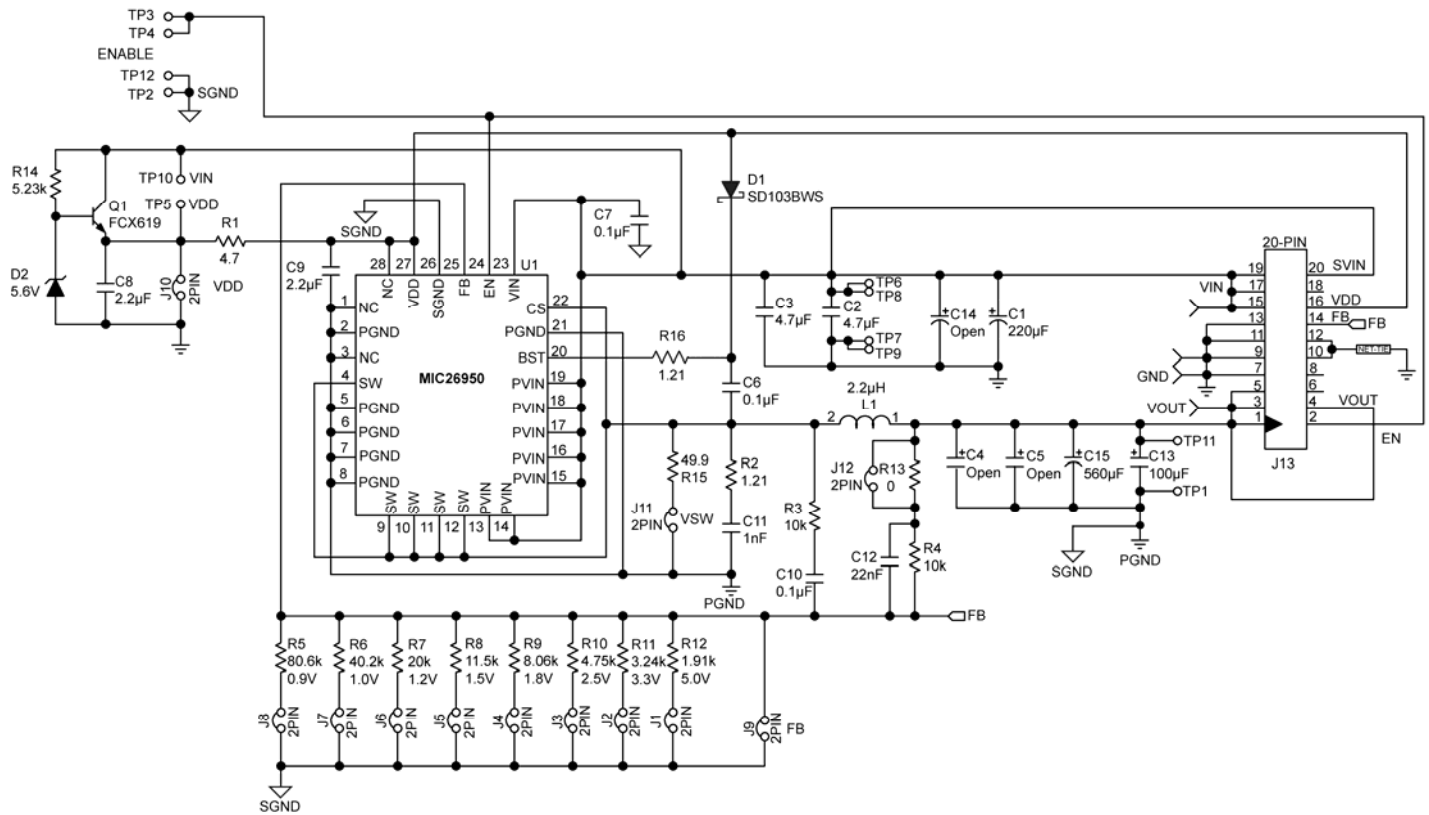 TP3
TP4
ENABLE
TP12
TP2
SGND
R14
5.23k
Q1
FCX619
TP10
VIN
TP5
VDD
R1
4.7
D2
5.6V
C8
2.2µF
J10
2PIN
VDD
C9
2.2µF
SGND
28
27
26
25
24
23
U1
NC
VDD
SGND
FB
EN
VIN
C7
0.1µF
D1
SD103BWS
1
NC
2
PGND
3
NC
4
SW
5
PGND
6
PGND
7
PGND
8
PGND
MIC26950
CS
22
PGND
21
BST
20
PVIN
19
PVIN
18
PVIN
17
PVIN
16
PVIN
15
SW
SW
SW
SW
PVIN
PVIN
9
10
11
12
13
14
R16
1.21
C6
0.1µF
C3
4.7µF
C2
4.7µF
TP6
TP8
TP7
TP9
C14
Open
C1
220µF
20-PIN
19
20
SVIN
VIN
17
18
15
16
VDD
13
14
FB
FB
11
12
9
10
NET-TIE
GND
7
8
5
6
VOUT
3
4
VOUT
1
2
EN
J13
2.2µH
2
L1
1
49.9
R15
J11
2PIN
VSW
R2
1.21
C11
1nF
PGND
R3
10k
C10
0.1µF
J12
2PIN
R13
0
C12
22nF
R4
10k
C4
Open
C5
Open
C15
560µF
C13
100µF
TP11
TP1
SGND
PGND
FB
R5
80.6k
0.9V
R6
40.2k
1.0V
R7
20k
1.2V
R8
11.5k
1.5V
R9
8.06k
1.8V
R10
4.75k
2.5V
R11
3.24k
3.3V
R12
1.91k
5.0V
J8
2PIN
J7
2PIN
J6
2PIN
J5
2PIN
J4
2PIN
J3
2PIN
J2
2PIN
J1
2PIN
J9
2PIN
FB
SGND